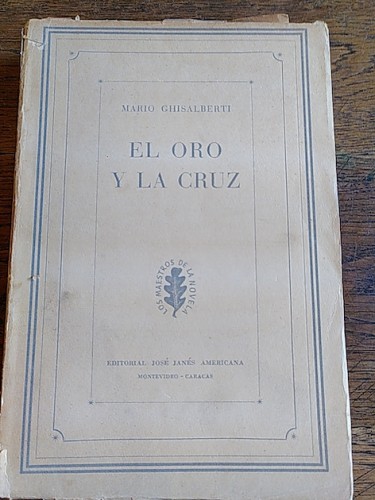 MARIO GHISALBERTI
EL ORO
Y LA CRUZ
LOS MAESTROS DE LA NOVELA
EDITORIAL JOSÉ JANÉS AMERICANA
MONTEVIDEO - CARACAS